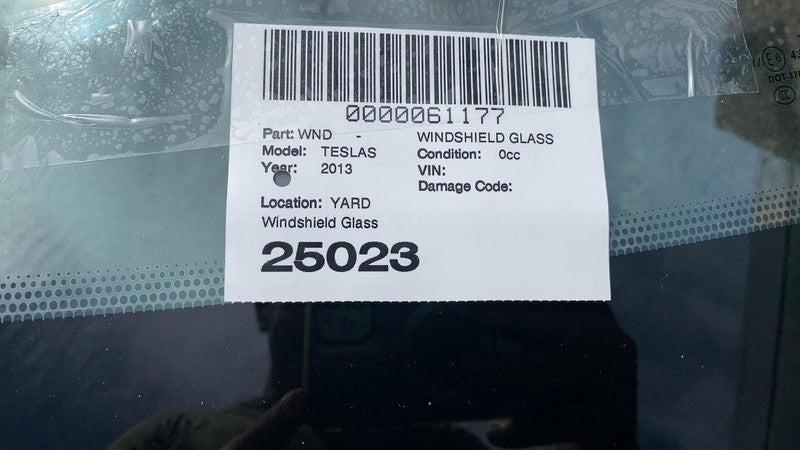 0000061177
Part: WND - WINDSHIELD GLASS
Model: TESLAS Condition: 0cc
Year: 2013 VIN:
Damage Code:
Location: YARD
Windshield Glass
25023
E6